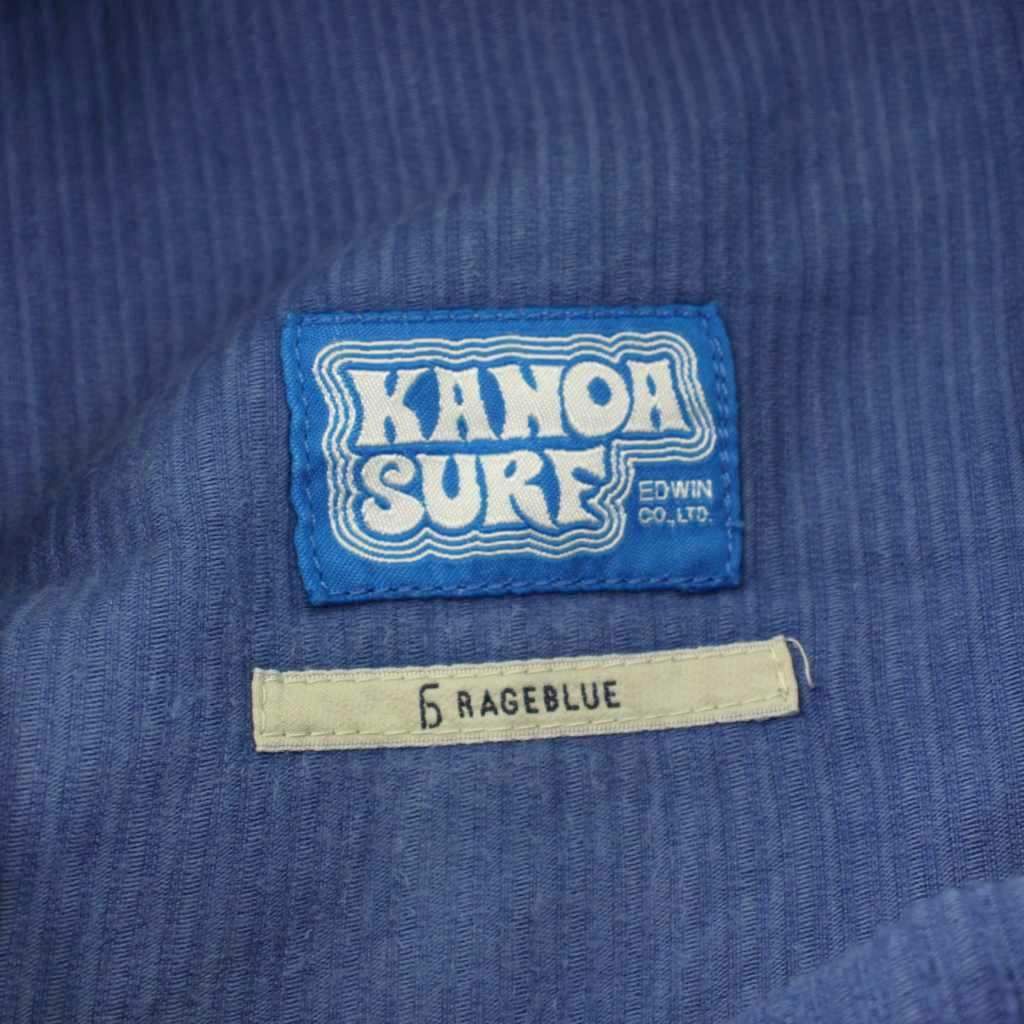 KANOA
SURF
EDWIN
CO.,LTD.
RAGEBLUE